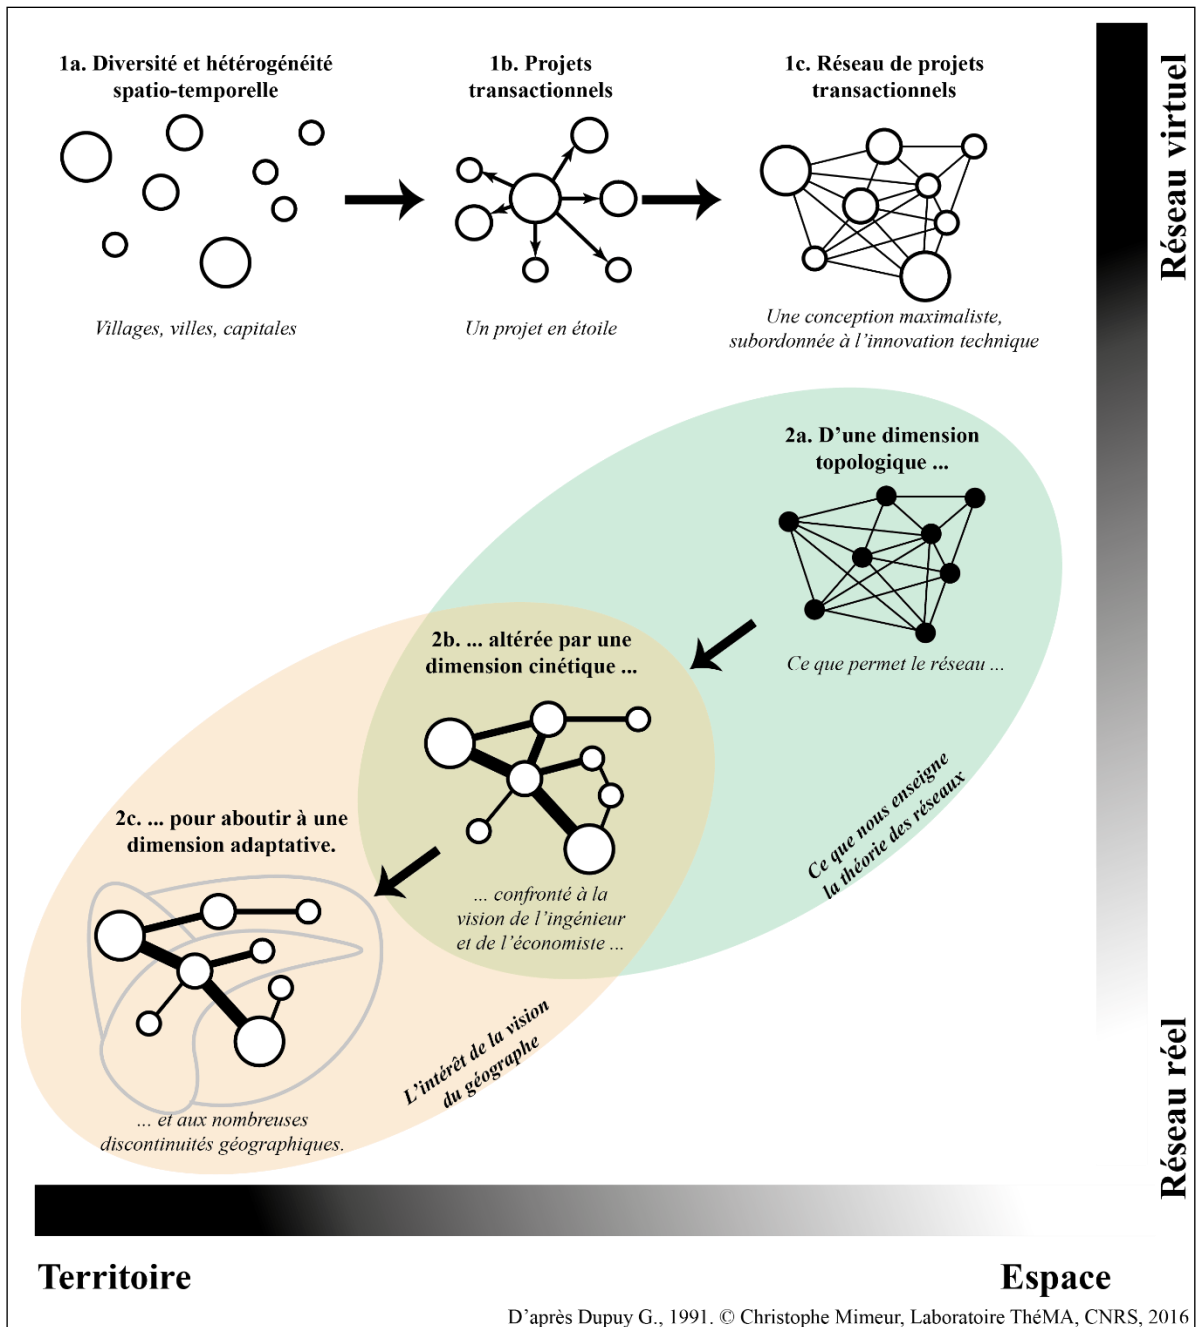 1a. Diversité et hétérogénéité
spatio-temporelle
1b. Projets
transactionnels
1c. Réseau de projets
transactionnels
Villages, villes, capitales
Un projet en étoile
Une conception maximaliste,
subordonnée à l'innovation technique
Réseau virtuel
2a. D'une dimension
topologique ...
Ce que permet le réseau ...
2b. ... altérée par une
dimension cinétique ...
... confronté à la
vision de l'ingénieur
et de l'économiste ...
Ce que nous enseigne
la théorie des réseaux
2c. ... pour aboutir à une
dimension adaptative.
... et aux nombreuses
discontinuités géographiques.
L'intérêt de la vision
du géographe
Réseau réel
Territoire
Espace
D'après Dupuy G., 1991. © Christophe Mimeur, Laboratoire ThéMA, CNRS, 2016